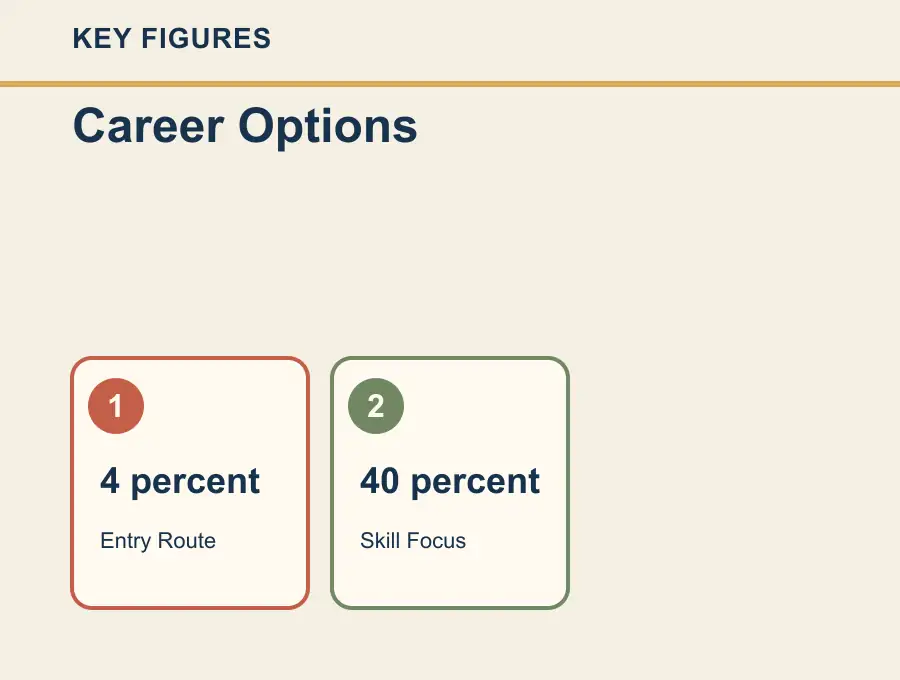 KEY FIGURES
Career Options
1
4 percent
Entry Route
2
40 percent
Skill Focus